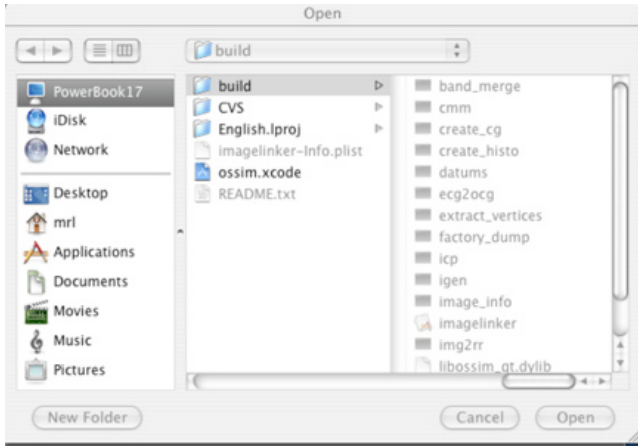 Open
build
PowerBook17
iDisk
Network
Desktop
mrl
Applications
Documents
Movies
Music
Pictures
build
CVS
English.lproj
imagelinker-Info.plist
ossim.xcode
README.txt
band_merge
cmm
create_cg
create_histo
datums
ecg2ocg
extract_vertices
factory_dump
icp
igen
image_info
imagelinker
img2rr
libossim_qt.dylib
New Folder
Cancel
Open